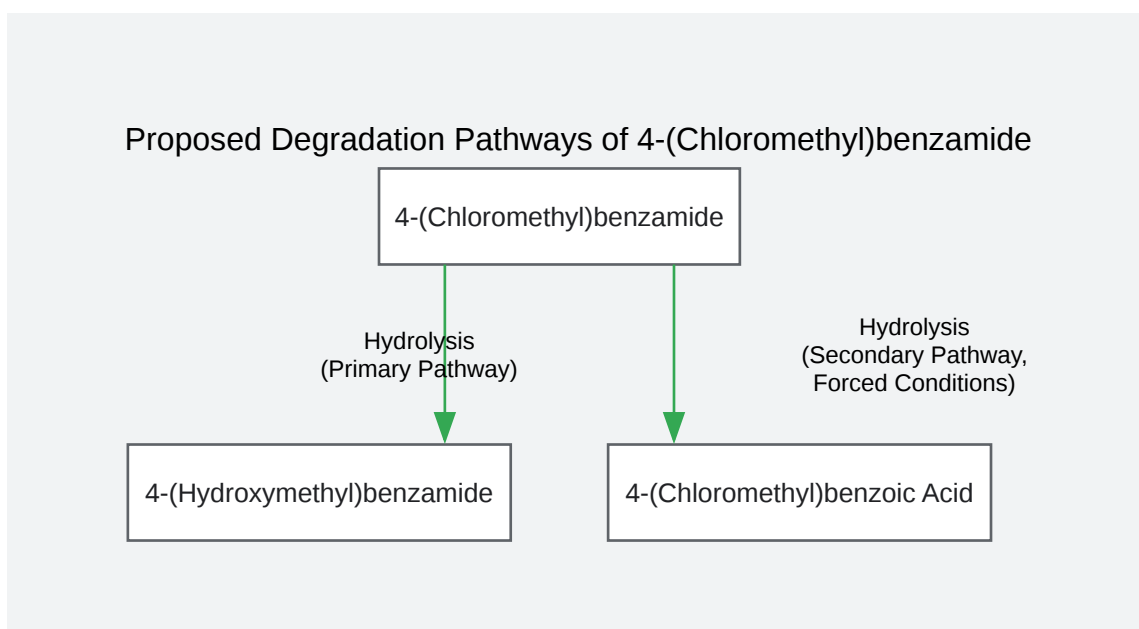 Proposed Degradation Pathways of 4-(Chloromethyl)benzamide
4-(Chloromethyl)benzamide
Hydrolysis
(Primary Pathway)
Hydrolysis
(Secondary Pathway,
Forced Conditions)
4-(Hydroxymethyl)benzamide
4-(Chloromethyl)benzoic Acid